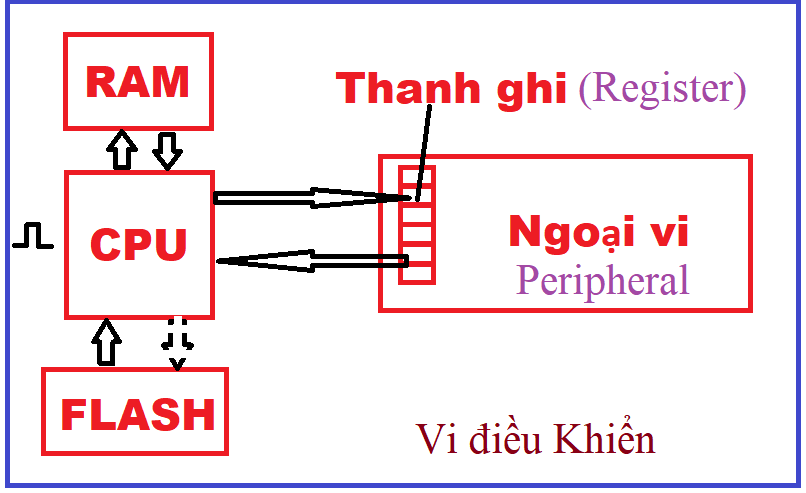 RAM
Thanh ghi (Register)
CPU
Ngoại vi
Peripheral
FLASH
Vi điều Khiển